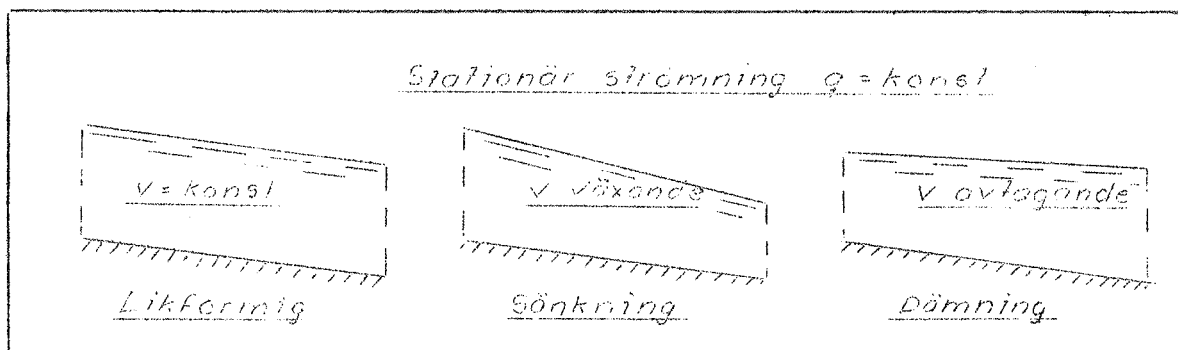 Stationär strömning q = konst
v = konst
v växande
v avtagande
Likformig
Sänkning
Dämning